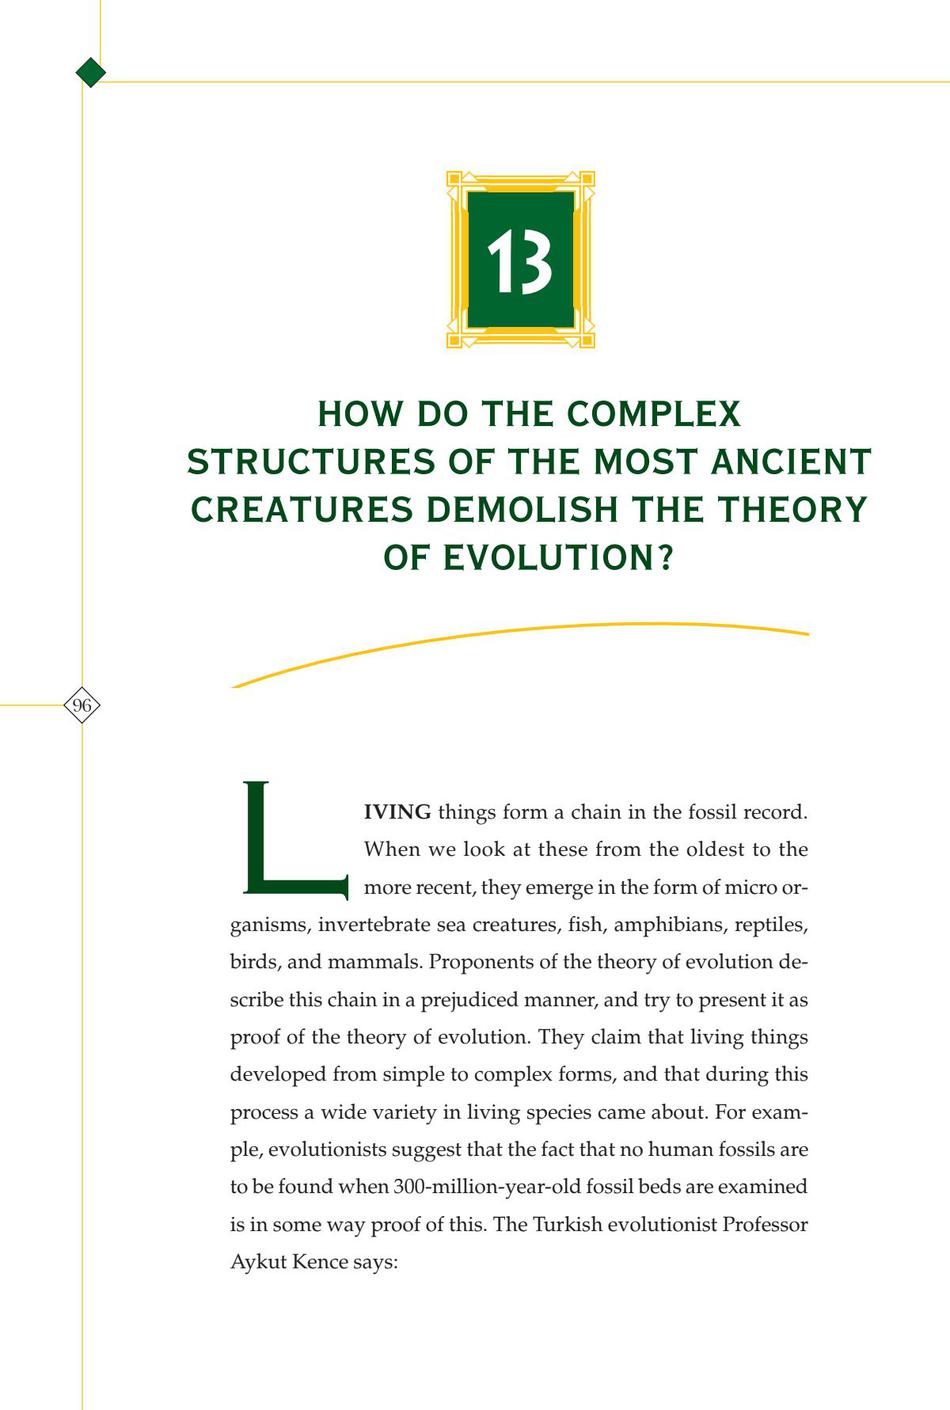 13
HOW DO THE COMPLEX
STRUCTURES OF THE MOST ANCIENT
CREATURES DEMOLISH THE THEORY
OF EVOLUTION?
96
LIVING things form a chain in the fossil record.
When we look at these from the oldest to the
more recent, they emerge in the form of micro or-
ganisms, invertebrate sea creatures, fish, amphibians, reptiles,
birds, and mammals. Proponents of the theory of evolution de-
scribe this chain in a prejudiced manner, and try to present it as
proof of the theory of evolution. They claim that living things
developed from simple to complex forms, and that during this
process a wide variety in living species came about. For exam-
ple, evolutionists suggest that the fact that no human fossils are
to be found when 300-million-year-old fossil beds are examined
is in some way proof of this. The Turkish evolutionist Professor
Aykut Kence says: